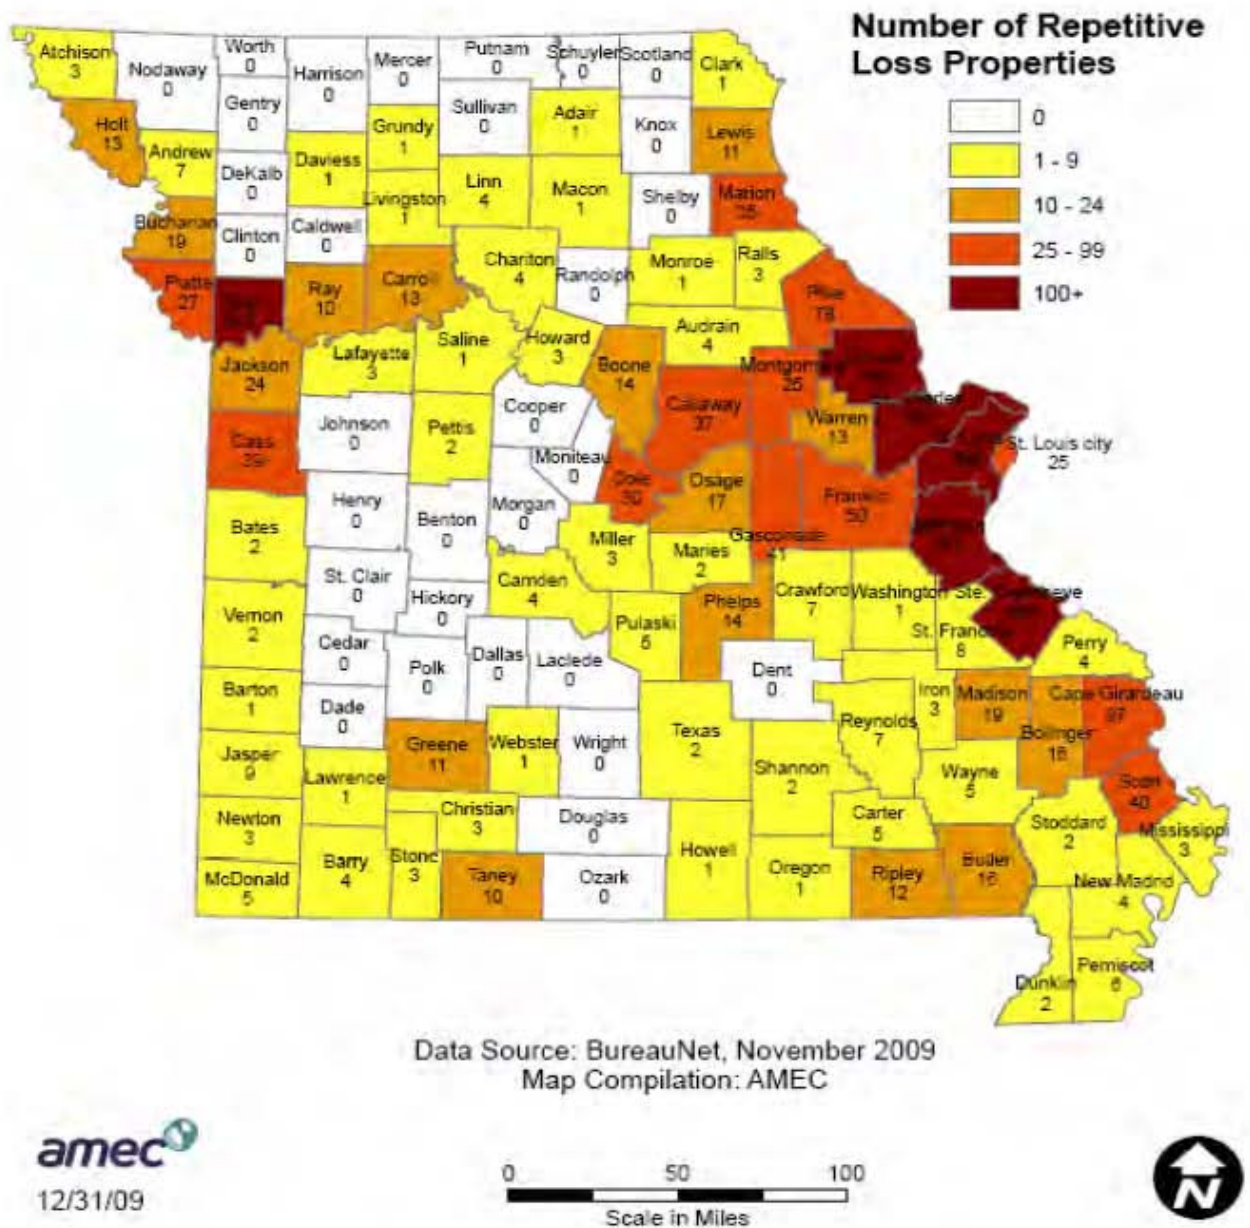 Number of Repetitive
Loss Properties
0
1 - 9
10 - 24
25 - 99
100+
Atchison
3
Nodaway
0
Worth
0
Gentry
0
Harrison
0
Mercer
0
Putnam
0
Schuyler
0
Scotland
0
Clark
1
Holt
13
Andrew
7
DeKalb
0
Daviess
1
Grundy
1
Sullivan
0
Adair
1
Knox
0
Lewis
11
Livingston
1
Linn
4
Macon
1
Shelby
0
Marion
Buchanan
19
Clinton
0
Caldwell
0
Platte
27
Ray
10
Carroll
13
Chariton
4
Randolph
0
Monroe
1
Ralls
3
Pike
Jackson
24
Lafayette
3
Saline
1
Howard
3
Boone
14
Audrain
4
Callaway
37
25
Warren
13
St. Louis city
25
Cass
Johnson
0
Pettis
2
Cooper
0
Moniteau
0
Cole
30
Osage
17
Gasconade
41
Franklin
50
Bates
2
Henry
0
Benton
0
Morgan
0
Miller
3
Maries
2
Vernon
2
St. Clair
0
Hickory
0
Camden
4
Pulaski
Phelps
14
Crawford
7
Washington
1
Ste.
St.
8
Perry
4
Cedar
0
Polk
0
Dallas
0
Laclede
0
Dent
0
Barton
1
Dade
0
Iron
3
Madison
19
Cape Girardeau
Bollinger
Jasper
9
Greene
11
Webster
1
Wright
0
Texas
2
Reynolds
7
Shannon
2
Wayne
5
Scott
40
Lawrence
1
Newton
3
Christian
3
Douglas
0
Carter
5
Stoddard
2
Mississippi
3
McDonald
5
Barry
4
Stone
3
Taney
10
Ozark
0
Howell
1
Oregon
1
Ripley
12
Butler
16
New Madrid
4
Dunklin
2
Pemiscot
Data Source: BureauNet, November 2009
Map Compilation: AMEC
amec
12/31/09
0 50 100
Scale in Miles
N